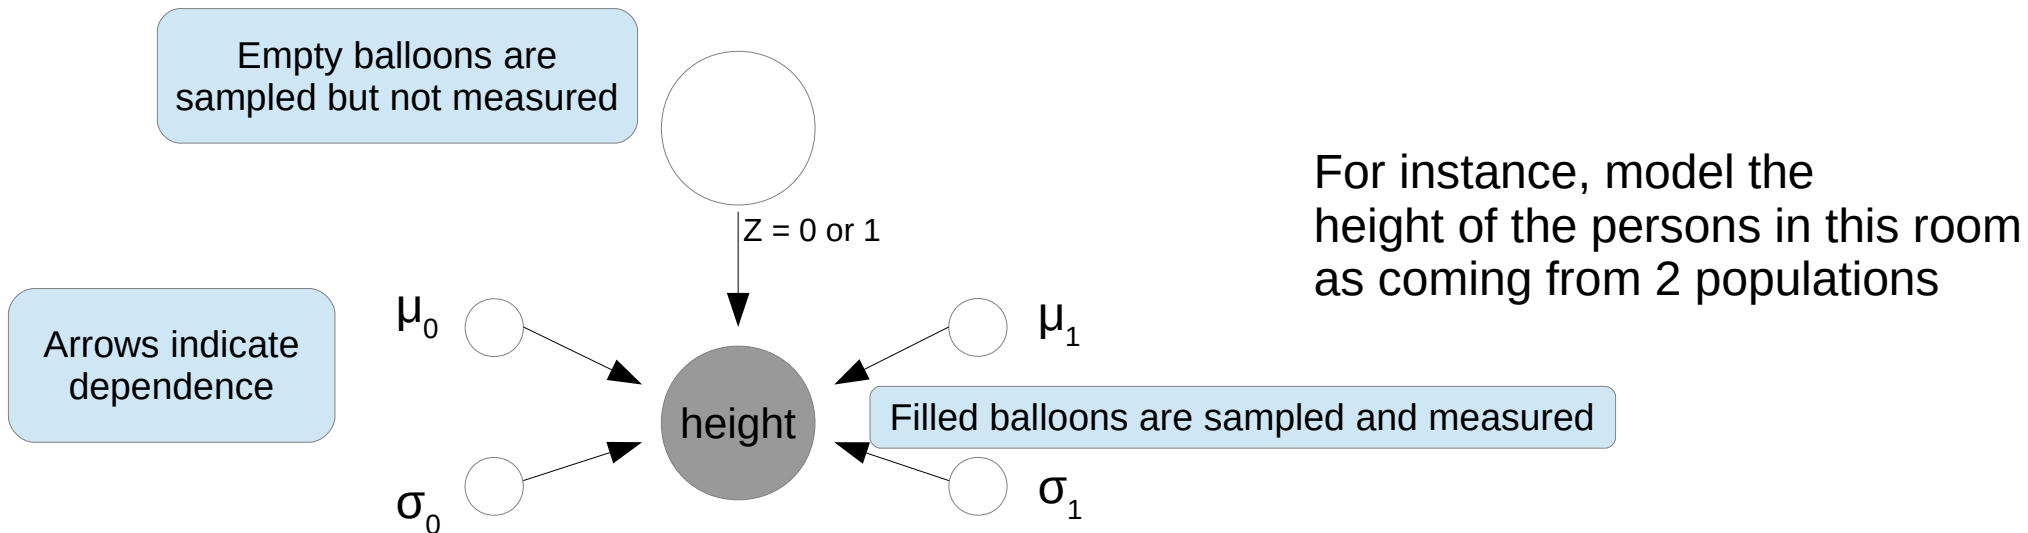 Empty balloons are
sampled but not measured
Z = 0 or 1
For instance, model the
height of the persons in this room
as coming from 2 populations
Arrows indicate
dependence
μ0
μ1
height
Filled balloons are sampled and measured
σ0
σ1